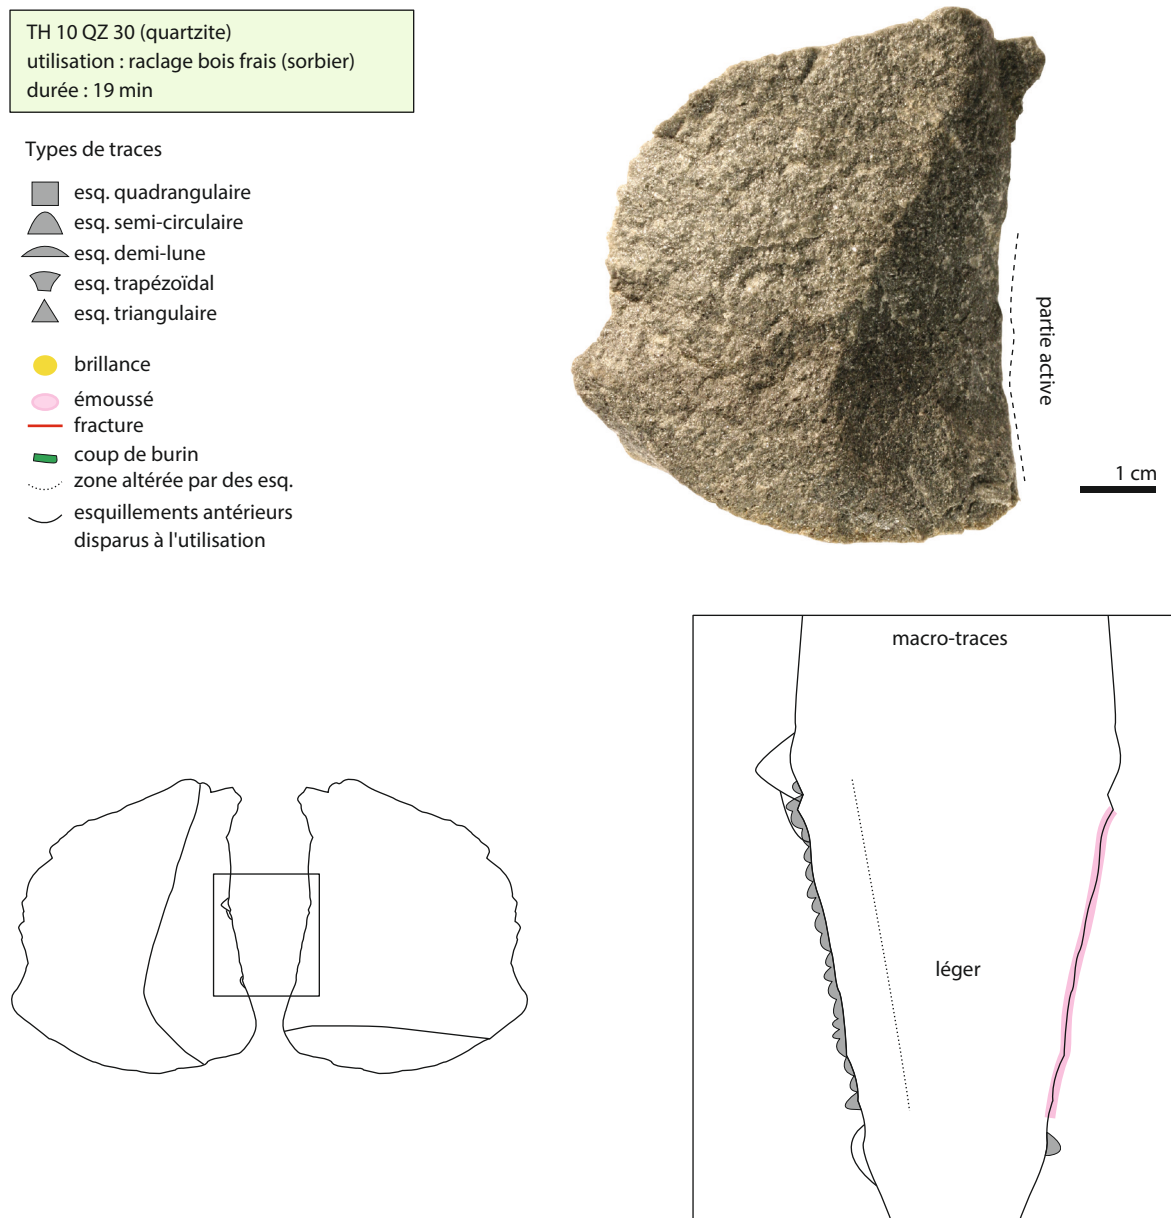 TH 10 QZ 30 (quartzite)
utilisation : raclage bois frais (sorbier)
durée : 19 min
Types de traces
esq. quadrangulaire
esq. semi-circulaire
esq. demi-lune
esq. trapézoïdal
esq. triangulaire
brillance
émoussé
fracture
coup de burin
zone altérée par des esq.
esquillements antérieurs
disparus à l'utilisation
partie active
1 cm
macro-traces
léger